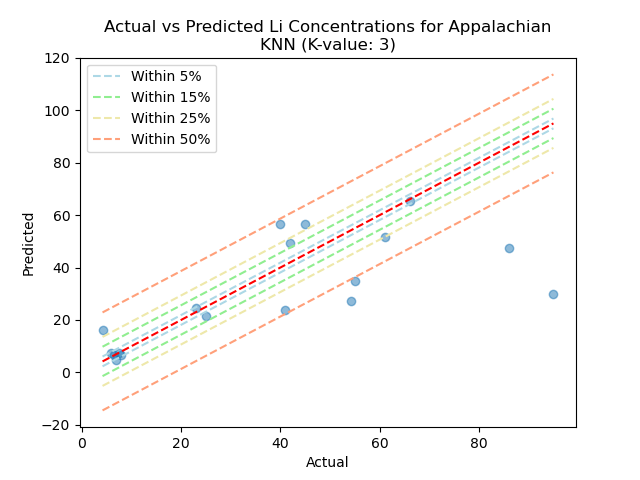 Actual vs Predicted Li Concentrations for Appalachian
KNN (K-value: 3)
120
100
80
60
40
20
0
−20
Predicted
Within 5%
Within 15%
Within 25%
Within 50%
0
20
40
60
80
Actual